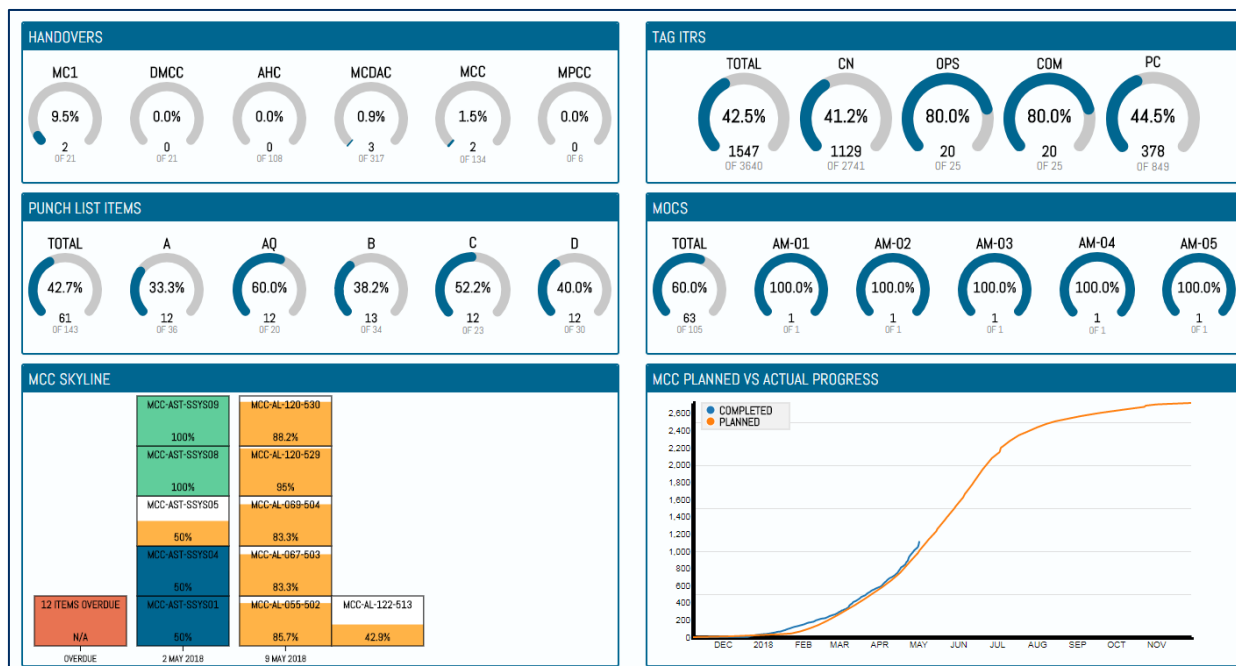 HANDOVERS
MC1 DMCC AHC MCDAC MCC MPCC
9.5% 0.0% 0.0% 0.9% 1.5% 0.0%
2 0 0 3 2 0
OF 21 OF 21 OF 108 OF 317 OF 134 OF 6
TAG ITRS
TOTAL CN OPS COM PC
42.5% 41.2% 80.0% 80.0% 44.5%
1547 1129 20 20 378
OF 3640 OF 2741 OF 25 OF 25 OF 849
PUNCH LIST ITEMS
TOTAL A AQ B C D
42.7% 33.3% 60.0% 38.2% 52.2% 40.0%
61 12 12 13 12 12
OF 143 OF 36 OF 20 OF 34 OF 23 OF 30
MOCS
TOTAL AM-01 AM-02 AM-03 AM-04 AM-05
60.0% 100.0% 100.0% 100.0% 100.0% 100.0%
63 1 1 1 1 1
OF 105 OF 1 OF 1 OF 1 OF 1 OF 1
MCC SKYLINE
MCC-AST-SSYS09 MCC-AL-120-530
100% 88.2%
MCC-AST-SSYS08 MCC-AL-120-529
100% 95%
MCC-AST-SSYS05 MCC-AL-069-504
50% 83.3%
MCC-AST-SSYS04 MCC-AL-067-503
50% 83.3%
12 ITEMS OVERDUE MCC-AST-SSYS01 MCC-AL-055-502 MCC-AL-122-513
N/A 50% 85.7% 42.9%
OVERDUE 2 MAY 2018 9 MAY 2018
MCC PLANNED VS ACTUAL PROGRESS
COMPLETED
PLANNED
2,600
2,400
2,200
2,000
1,800
1,600
1,400
1,200
1,000
800
600
400
200
0
DEC 2018 FEB MAR APR MAY JUN JUL AUG SEP OCT NOV